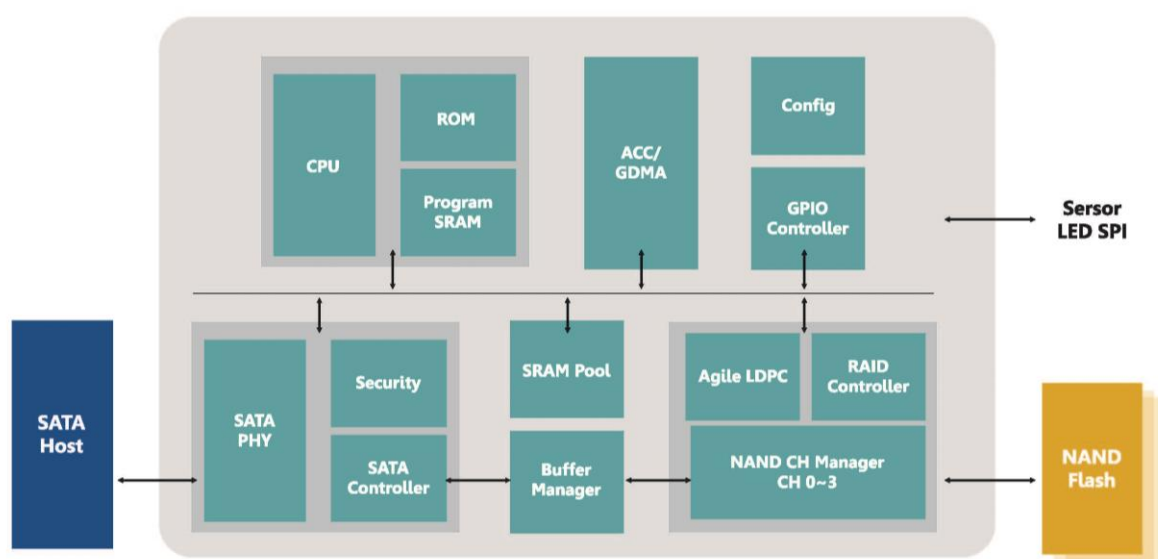 CPU
ROM
Program
SRAM
ACC/
GDMA
Config
GPIO
Controller
Sersor
LED SPI
SATA
Host
SATA
PHY
Security
SATA
Controller
SRAM Pool
Buffer
Manager
Agile LDPC
RAID
Controller
NAND CH Manager
CH 0~3
NAND
Flash